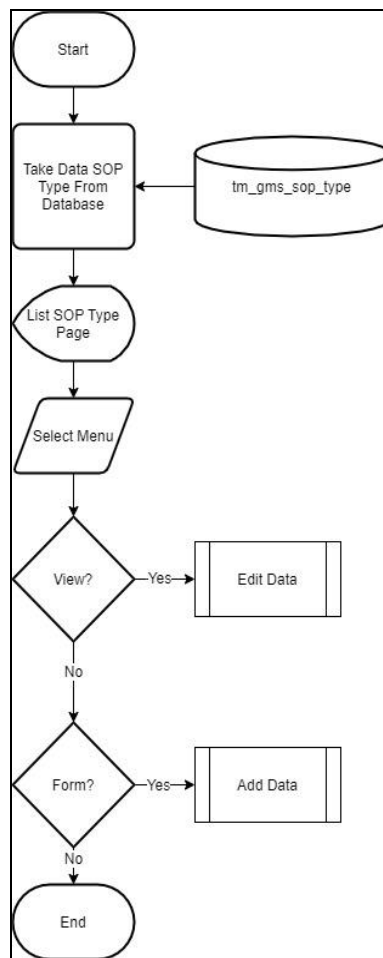 Start
Take Data SOP
Type From
Database
tm_gms_sop_type
List SOP Type
Page
Select Menu
View?
Yes
Edit Data
No
Form?
Yes
Add Data
No
End